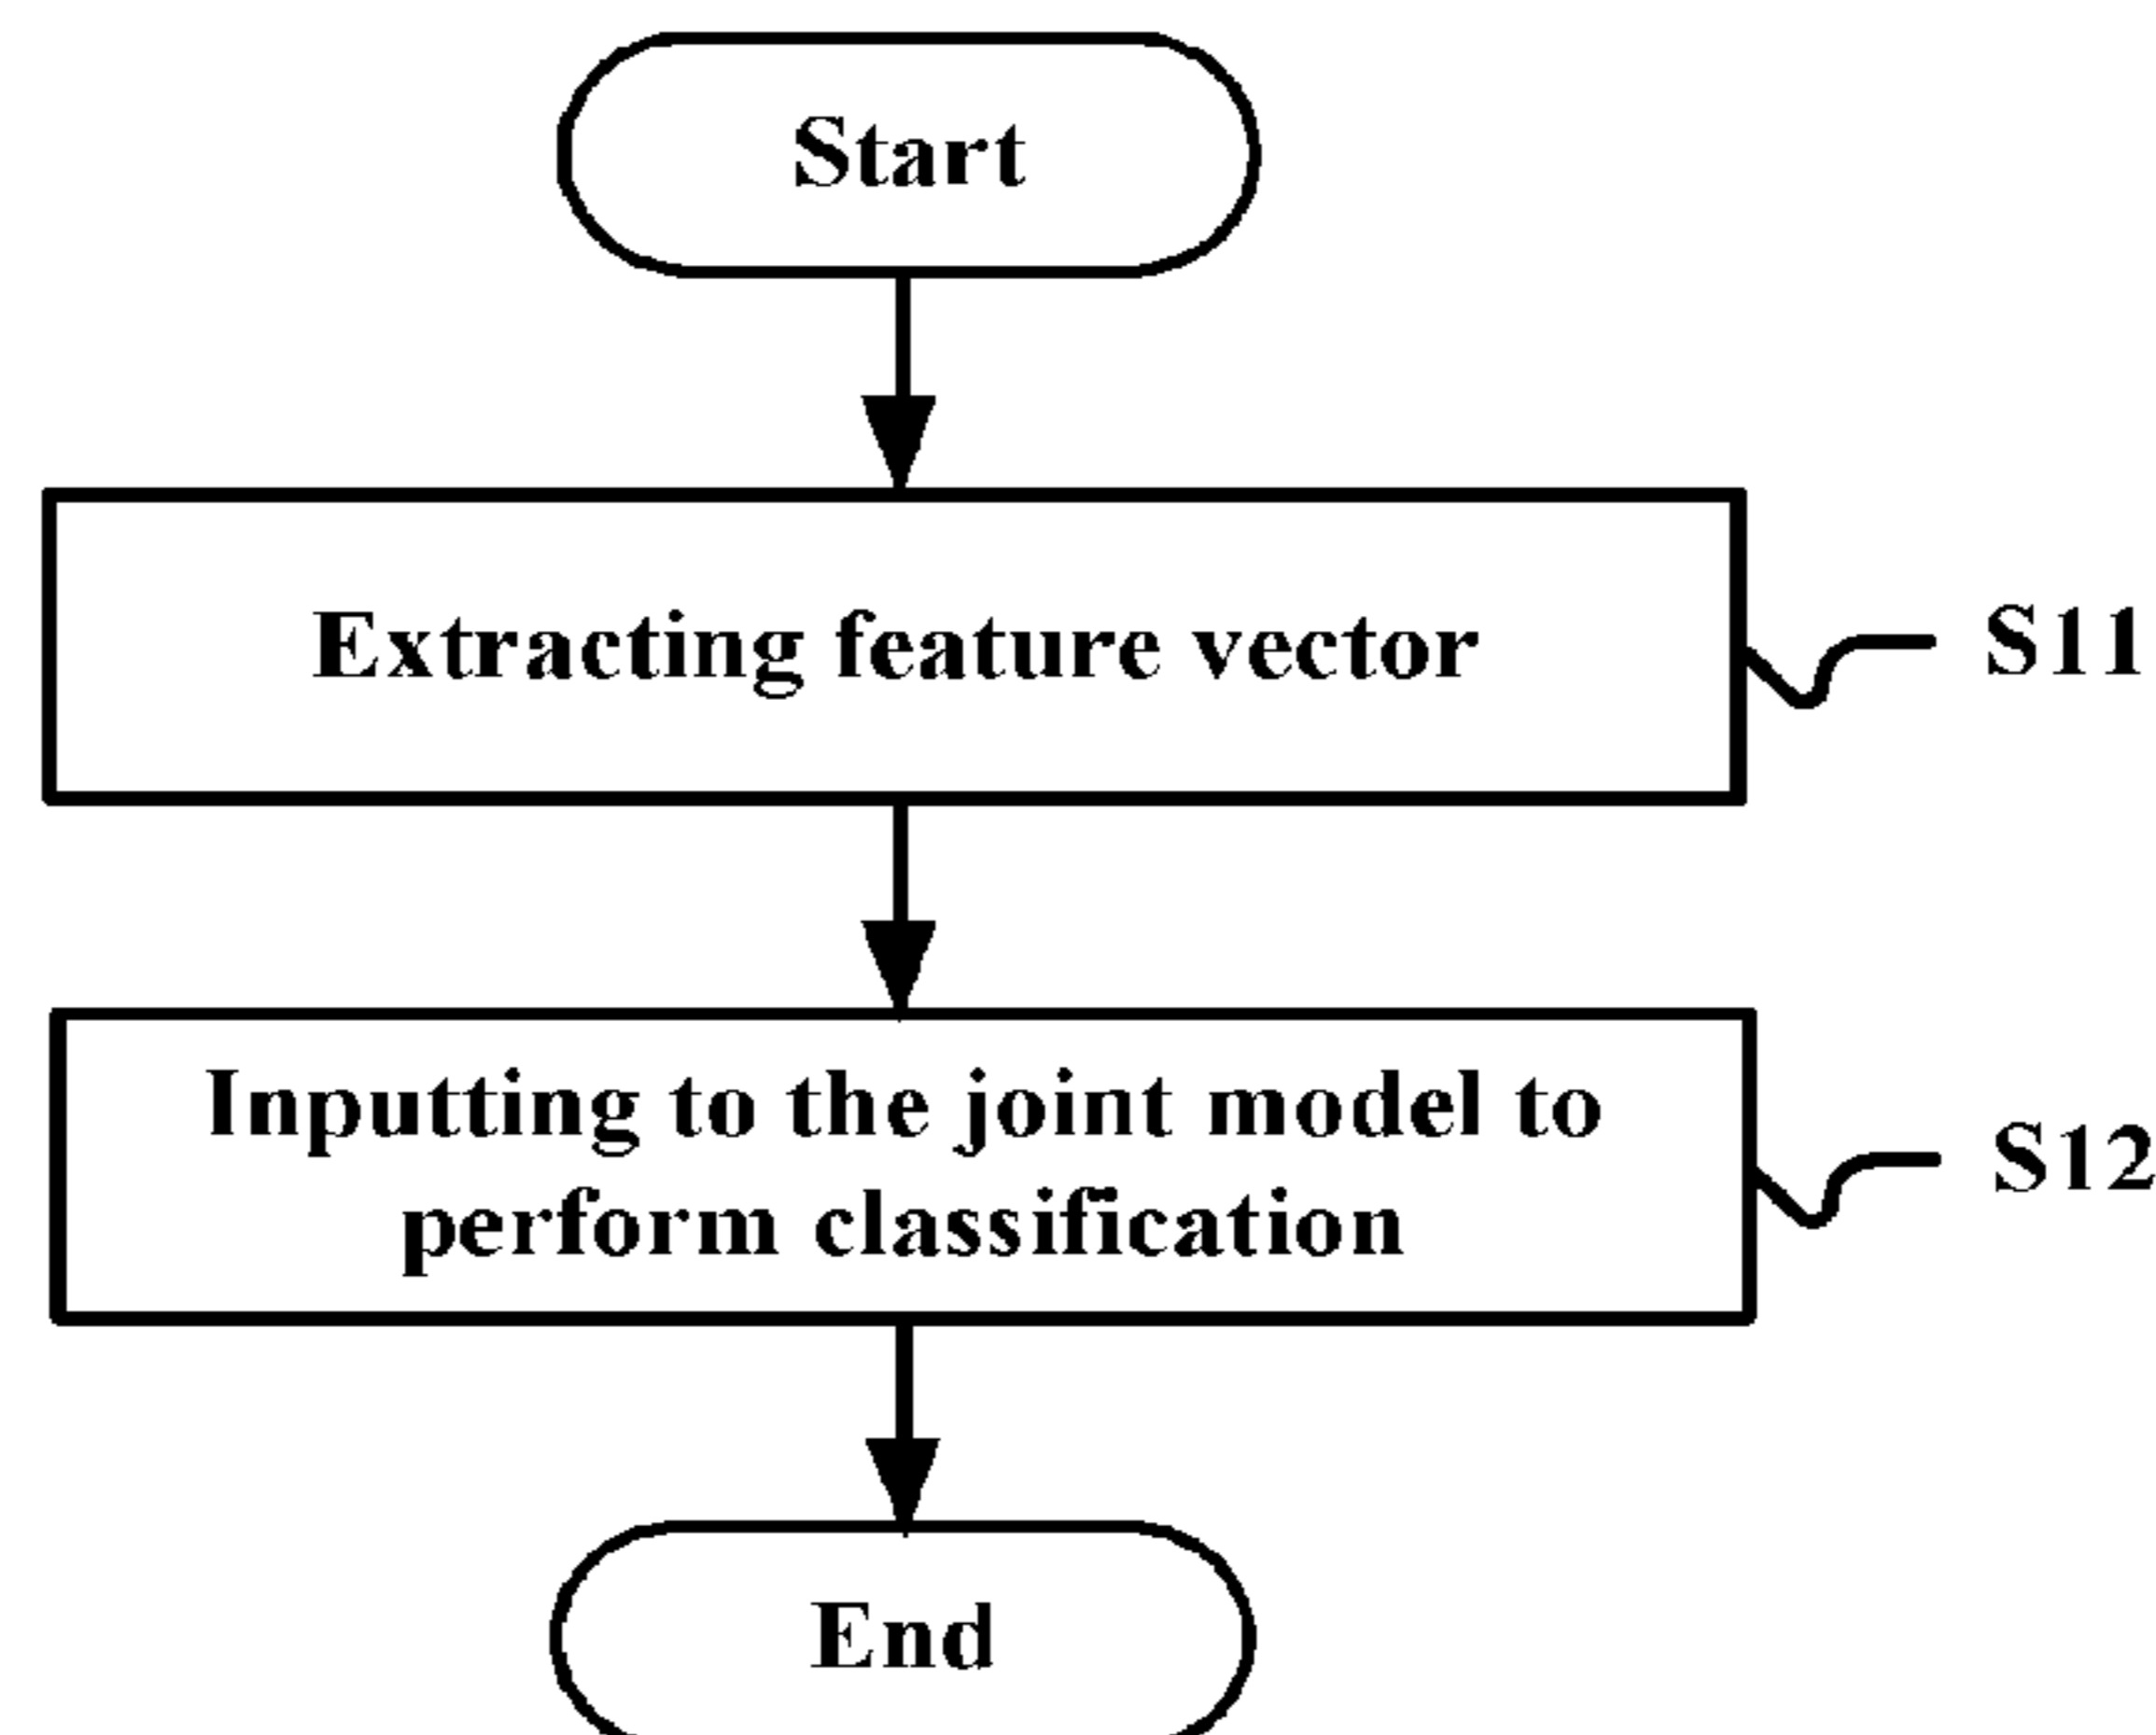 Start
Extracting feature vector
S11
Inputting to the joint model to
perform classification
S12
End